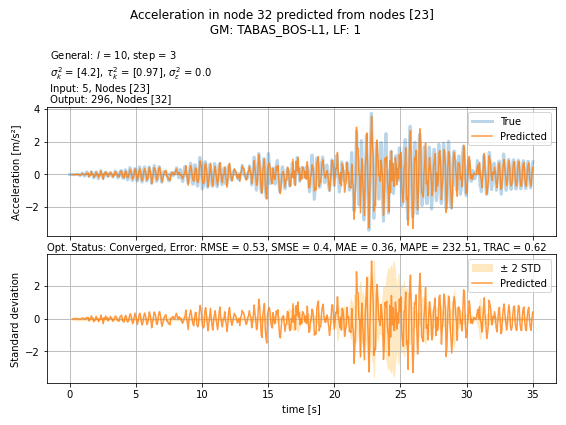 Acceleration in node 32 predicted from nodes [23]
GM: TABAS_BOS-L1, LF: 1
General: l = 10, step = 3
σ²ₖ = [4.2], τ²ₖ = [0.97], σ²ε = 0.0
Input: 5, Nodes [23]
Output: 296, Nodes [32]
Acceleration [m/s²]
4
2
0
−2
True
Predicted
Opt. Status: Converged, Error: RMSE = 0.53, SMSE = 0.4, MAE = 0.36, MAPE = 232.51, TRAC = 0.62
Standard deviation
2
0
−2
± 2 STD
Predicted
0 5 10 15 20 25 30 35
time [s]